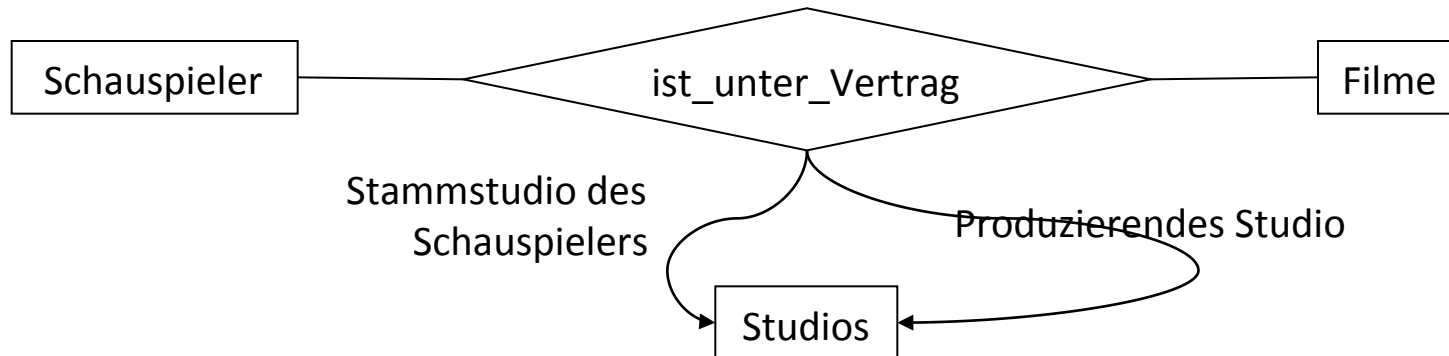 Schauspieler
ist_unter_Vertrag
Filme
Stammstudio des
Schauspielers
Produzierendes Studio
Studios